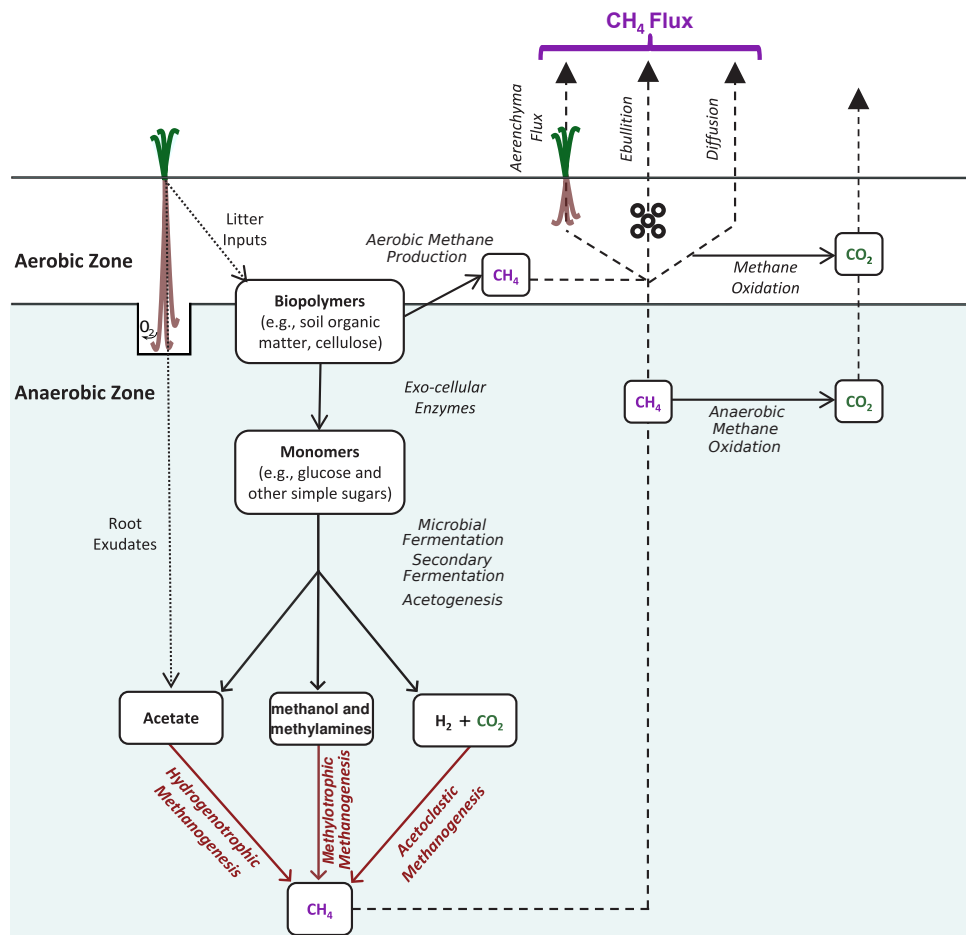 CH₄ Flux
Aerenchyma
Flux
Ebullition
Diffusion
Litter
Inputs
Aerobic Methane
Production
Aerobic Zone
CH₄
CO₂
Methane
Oxidation
Biopolymers
(e.g., soil organic
matter, cellulose)
O₂
Anaerobic Zone
Exo-cellular
Enzymes
CH₄
CO₂
Anaerobic
Methane
Oxidation
Monomers
(e.g., glucose and
other simple sugars)
Root
Exudates
Microbial
Fermentation
Secondary
Fermentation
Acetogenesis
Acetate
methanol and
methylamines
H₂ + CO₂
Hydrogenotrophic
Methanogenesis
Methylotrophic
Methanogenesis
Acetoclastic
Methanogenesis
CH₄